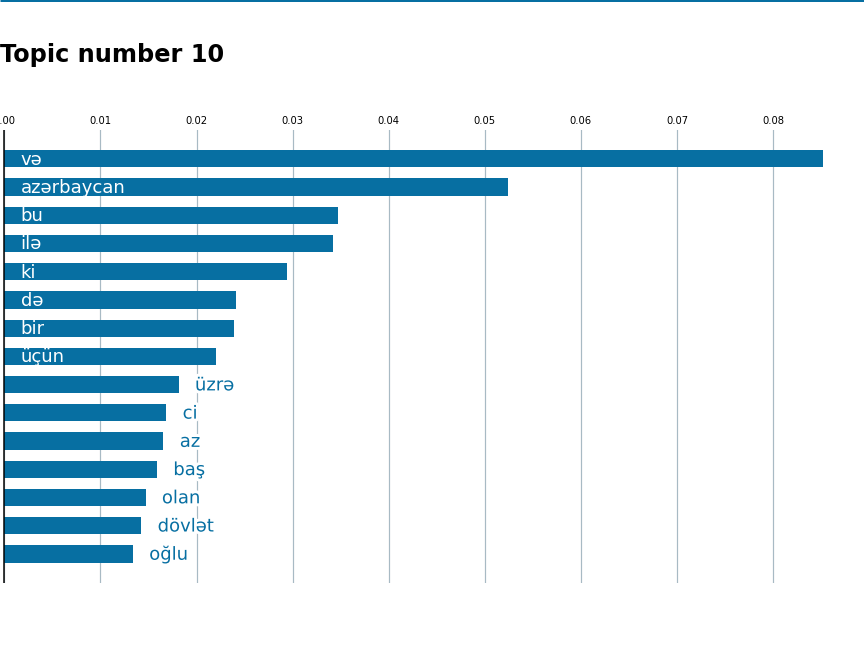 Topic number 10
.00 0.01 0.02 0.03 0.04 0.05 0.06 0.07 0.08
və
azərbaycan
bu
ilə
ki
də
bir
üçün
üzrə
ci
az
baş
olan
dövlət
oğlu